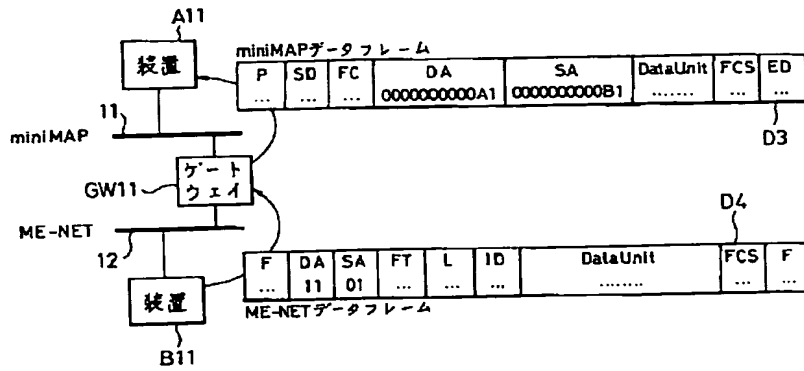 A11
装置
miniMAPデータフレーム
P SD FC DA SA DataUnit FCS ED
... ... ... 0000000000A1 0000000000B1 ....... ... ...
D3
11
miniMAP
GW11
ゲート
ウェイ
ME-NET
12
D4
F DA SA FT L ID DataUnit FCS F
... 11 01 ... ... ... ........ ... ...
ME-NETデータフレーム
装置
B11